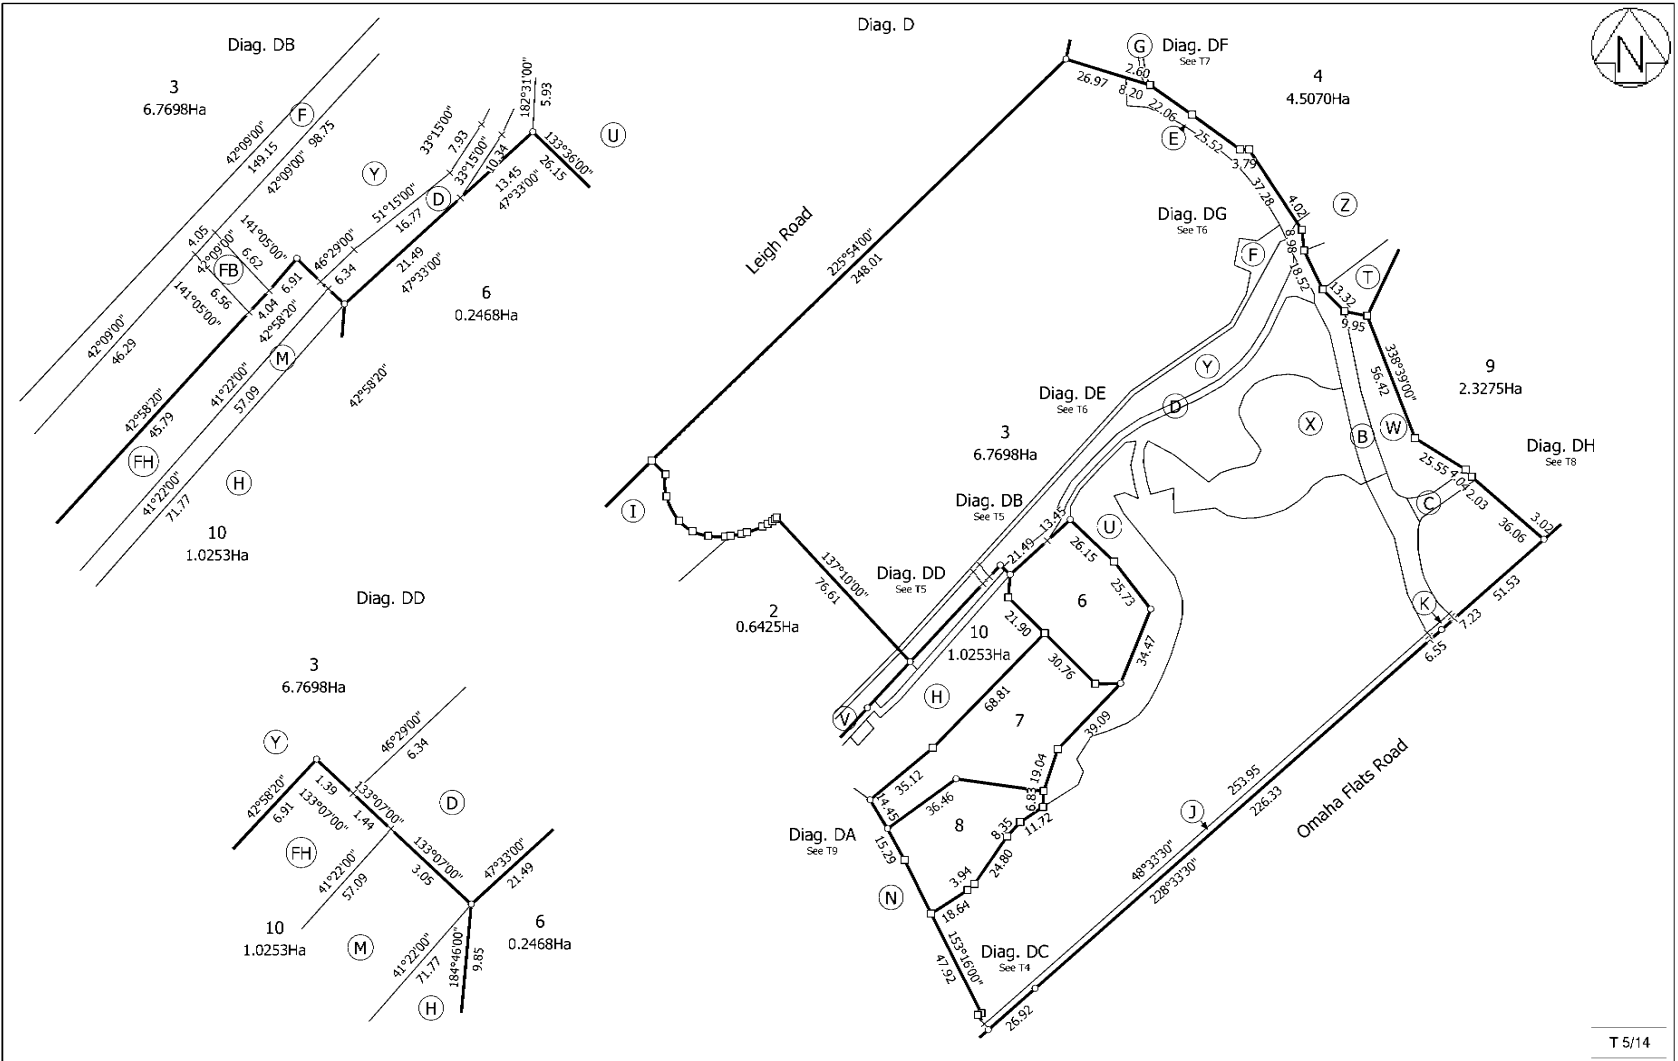 Diag. DB
3
6.7698Ha
F
42°09'00"
149.15
98.75
42°09'00"
Y
33°15'00"
7.93
33°15'00"
10.34
182°31'00"
5.93
U
133°36'00"
26.15
13.45
47°33'00"
D
51°15'00"
16.77
21.49
47°33'00"
46°29'00"
6.34
141°05'00"
6.62
4.05
42°09'00"
FB
6.56
141°05'00"
6.91
4.04
42°58'20"
42°09'00"
46.29
6
0.2468Ha
M
42°58'20"
45.79
41°22'00"
57.09
42°58'20"
FH
H
41°22'00"
71.77
10
1.0253Ha
Diag. DD
3
6.7698Ha
Y
46°29'00"
6.34
42°58'20"
6.91
1.39
133°07'00"
133°07'00"
1.44
D
FH
41°22'00"
57.09
133°07'00"
3.05
47°33'00"
21.49
10
1.0253Ha
M
6
0.2468Ha
41°22'00"
71.77
184°46'00"
9.85
H
Diag. D
N
G
Diag. DF
See T7
4
4.5070Ha
26.97
2.60
8.20
22.06
E
25.52
3.79
37.28
4.02
Z
Diag. DG
See T6
F
8.98
18.52
T
13.32
9.95
Leigh Road
225°54'00"
248.01
338°39'00"
56.42
9
2.3275Ha
Y
Diag. DE
See T6
D
X
B
W
3
6.7698Ha
25.55
Diag. DH
See T8
4.04
2.03
C
36.06
3.02
I
Diag. DB
See T5
13.45
U
21.49
26.15
137°10'00"
76.61
Diag. DD
See T5
25.73
6
51.53
K
7.23
6.55
2
0.6425Ha
21.90
10
1.0253Ha
30.76
34.47
H
68.81
V
7
39.09
35.12
19.04
14.45
36.46
6.83
11.72
8.35
8
Diag. DA
See T9
15.29
24.80
3.94
N
18.64
153°16'00"
47.92
Diag. DC
See T4
253.95
226.33
J
Omaha Flats Road
48°33'30"
228°33'30"
26.92
T 5/14